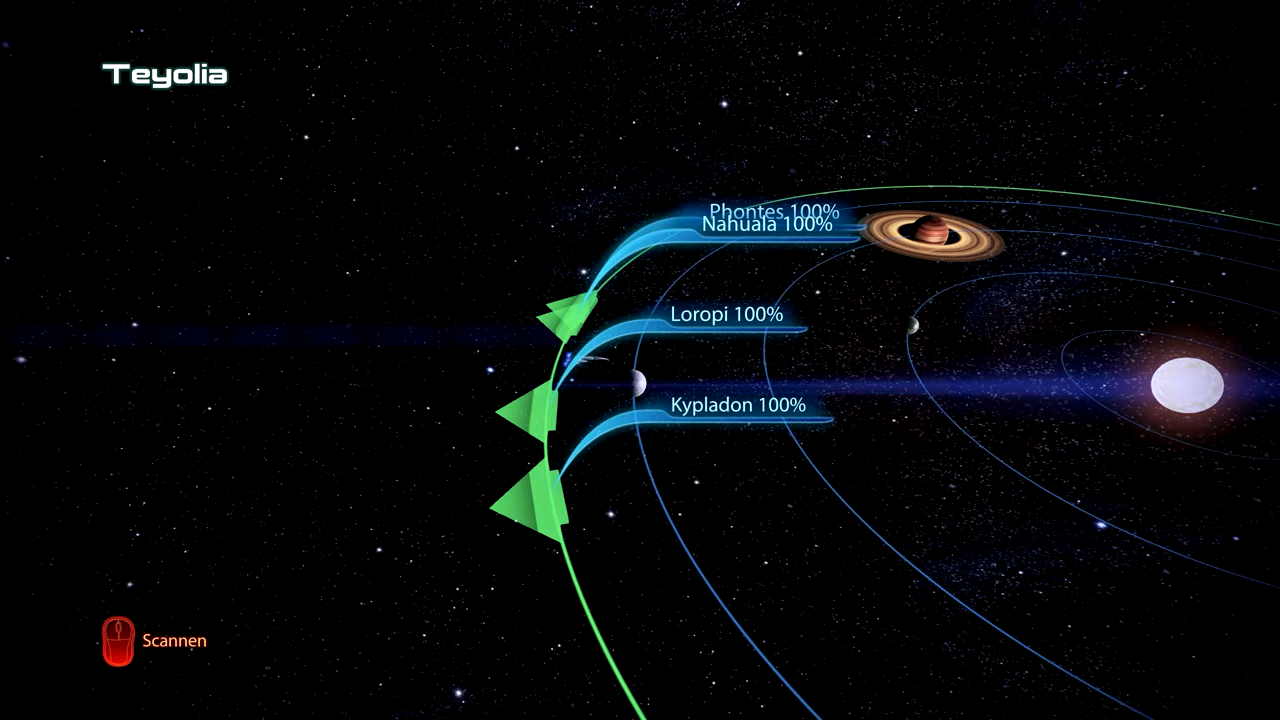 Teyolia
Phontes 100%
Nahuala 100%
Loropi 100%
Kypladon 100%
Scannen